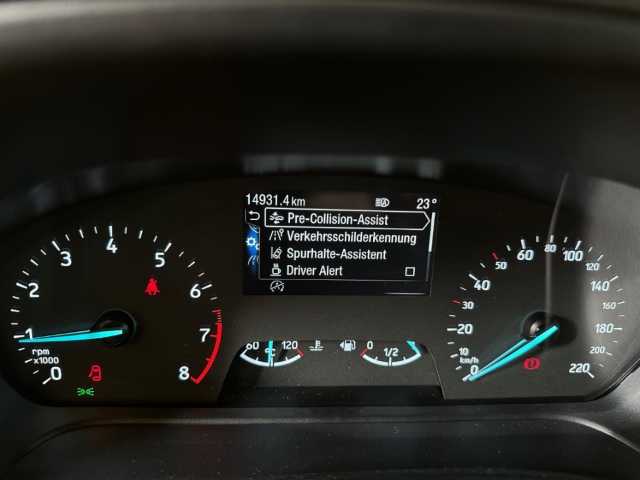 14931.4 km 23°
Pre-Collision-Assist
Verkehrsschilderkennung
Spurhalte-Assistent
Driver Alert
0 1 2 3 4 5 6 7 8
rpm
x1000
60 °C 120
0 1/2
0 10 20 30 40 50 60 80 100 120 140 160 180 200 220
km/h